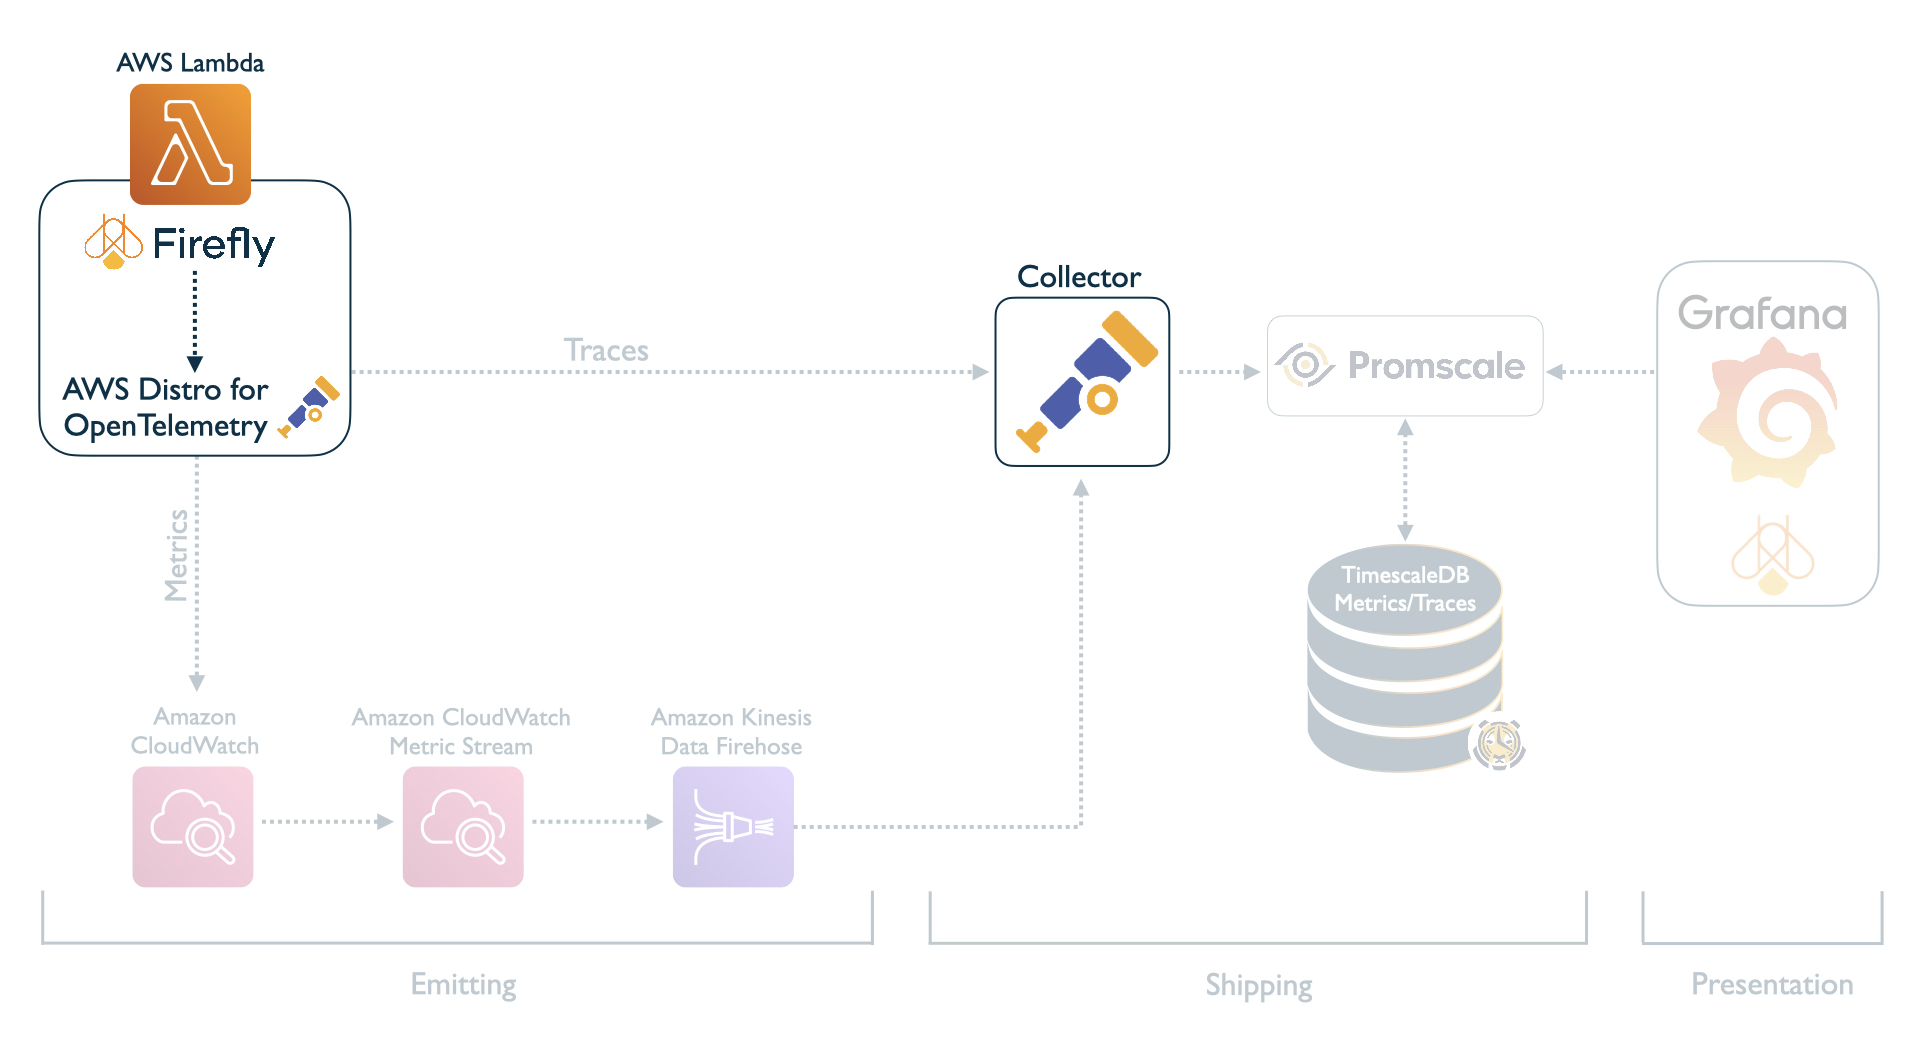 AWS Lambda
Firefly
AWS Distro for
OpenTelemetry
Traces
Metrics
Collector
Promscale
Grafana
TimescaleDB
Metrics/Traces
Amazon
CloudWatch
Amazon CloudWatch
Metric Stream
Amazon Kinesis
Data Firehose
Emitting
Shipping
Presentation